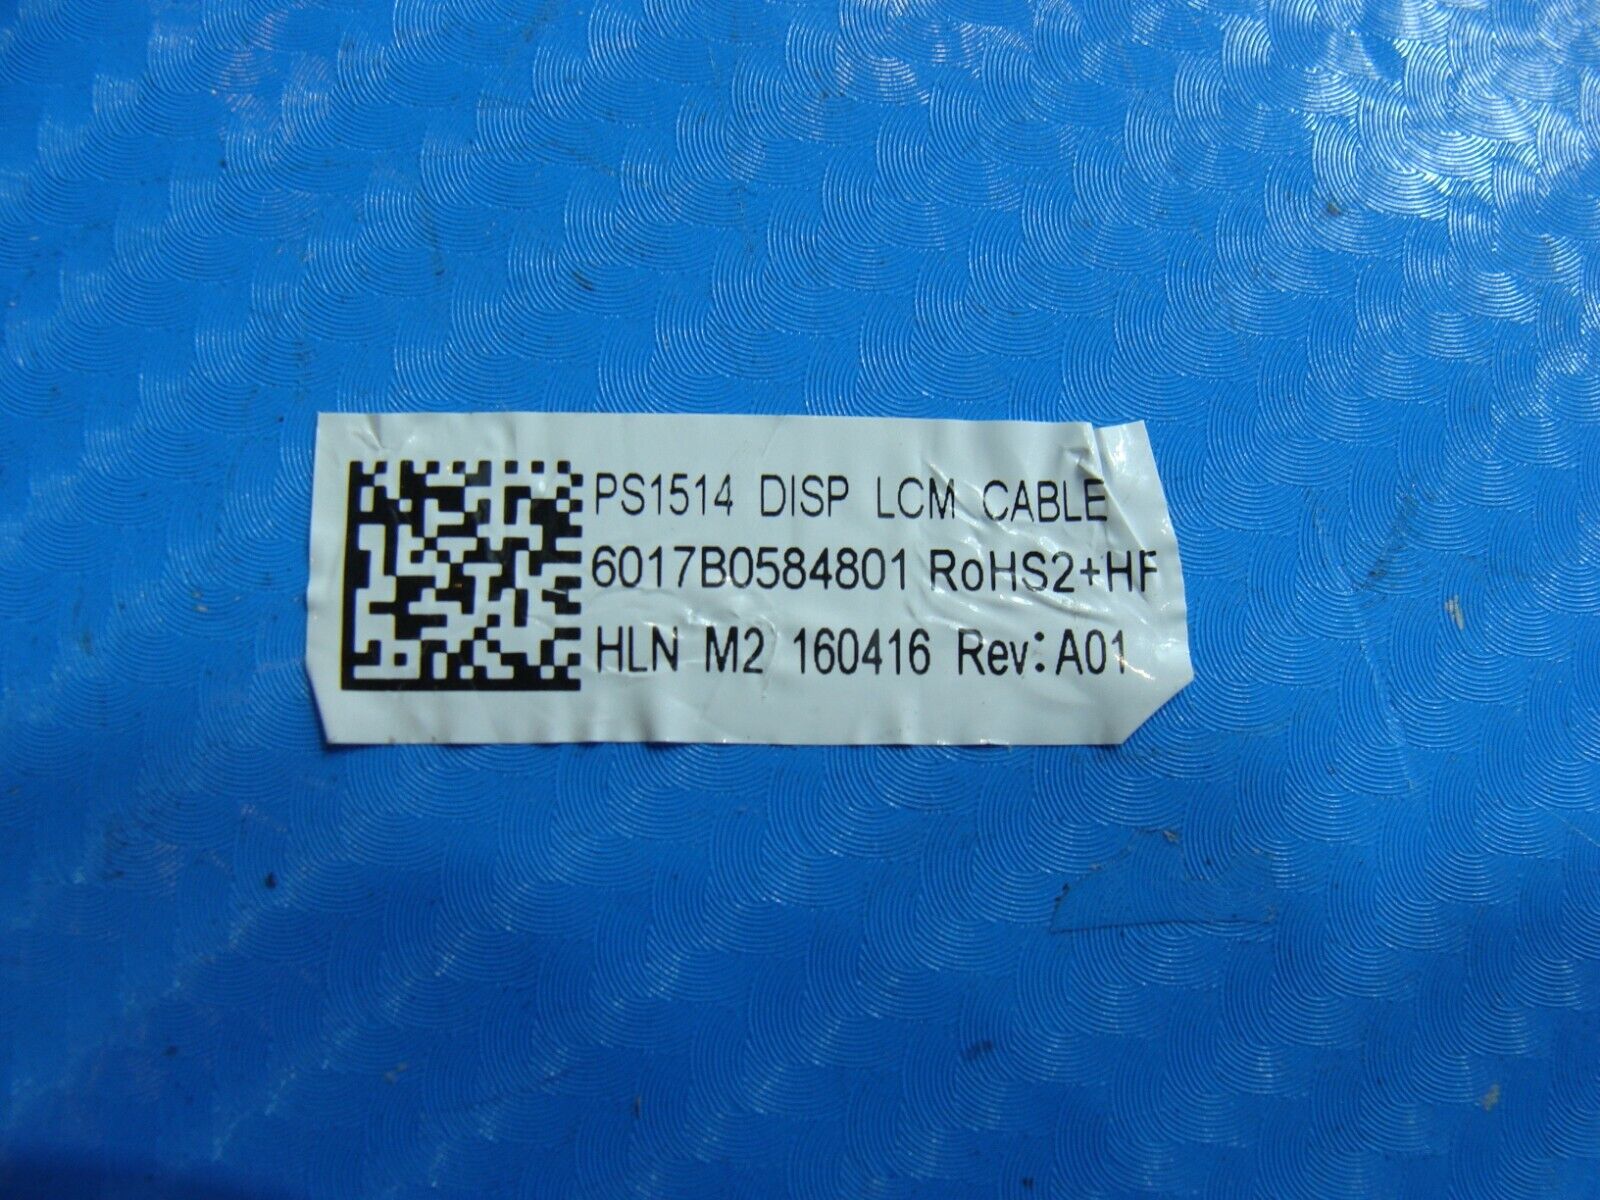 PS1514 DISP LCM CABLE
6017B0584801 RoHS2+HF
HLN M2 160416 Rev:A01